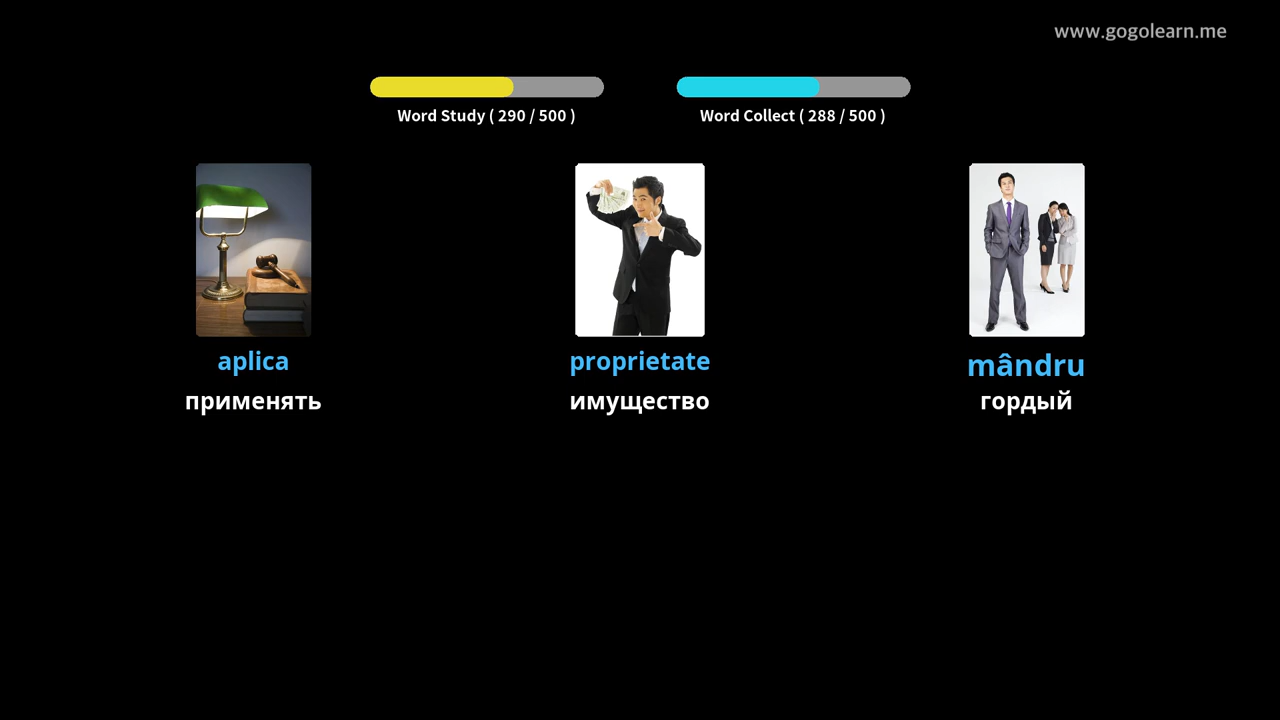 www.gogolearn.me
Word Study ( 290 / 500 )
Word Collect ( 288 / 500 )
aplica
proprietate
mândru
применять
имущество
гордый